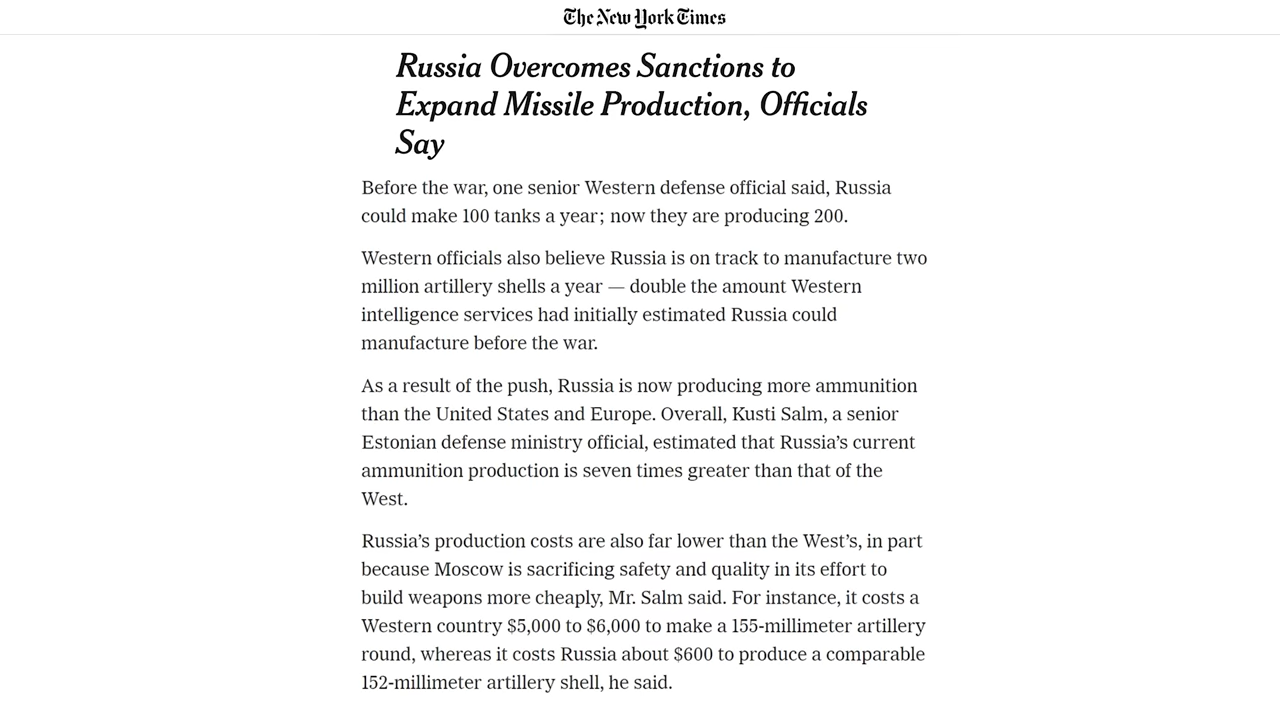 The New York Times
Russia Overcomes Sanctions to
Expand Missile Production, Officials
Say
Before the war, one senior Western defense official said, Russia
could make 100 tanks a year; now they are producing 200.
Western officials also believe Russia is on track to manufacture two
million artillery shells a year — double the amount Western
intelligence services had initially estimated Russia could
manufacture before the war.
As a result of the push, Russia is now producing more ammunition
than the United States and Europe. Overall, Kusti Salm, a senior
Estonian defense ministry official, estimated that Russia’s current
ammunition production is seven times greater than that of the
West.
Russia’s production costs are also far lower than the West’s, in part
because Moscow is sacrificing safety and quality in its effort to
build weapons more cheaply, Mr. Salm said. For instance, it costs a
Western country $5,000 to $6,000 to make a 155-millimeter artillery
round, whereas it costs Russia about $600 to produce a comparable
152-millimeter artillery shell, he said.